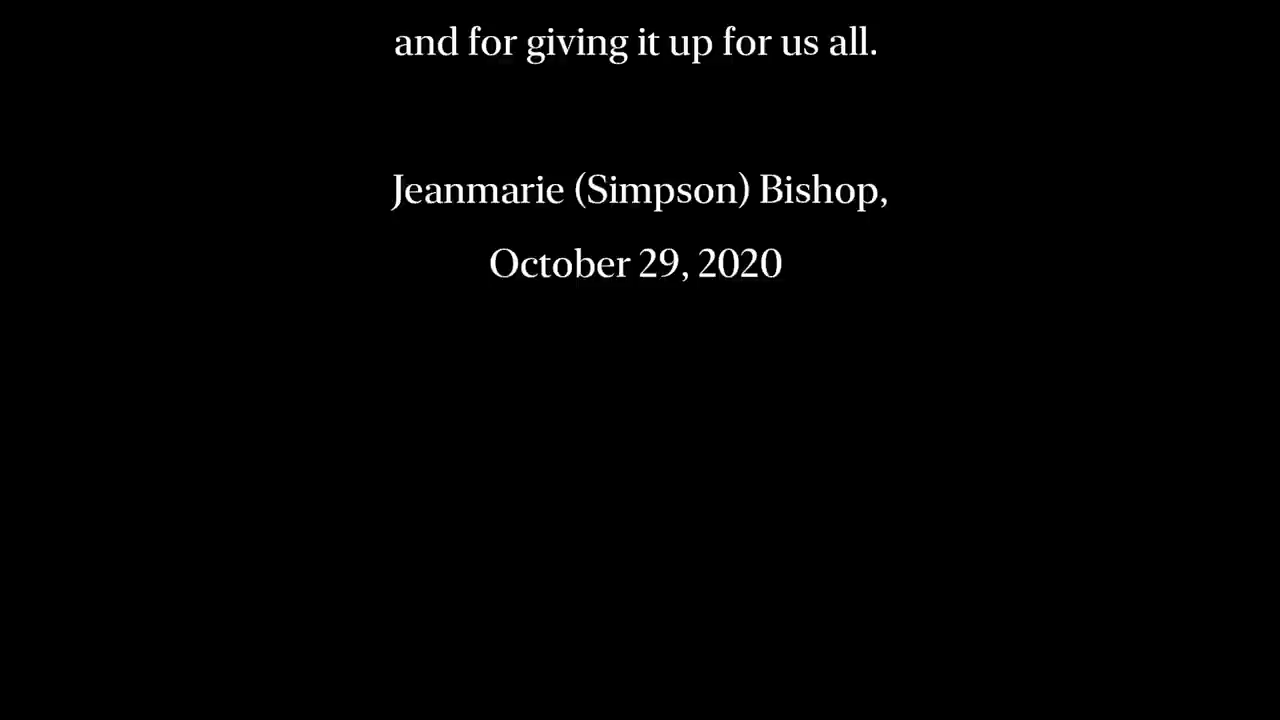 and for giving it up for us all.
Jeanmarie (Simpson) Bishop,
October 29, 2020